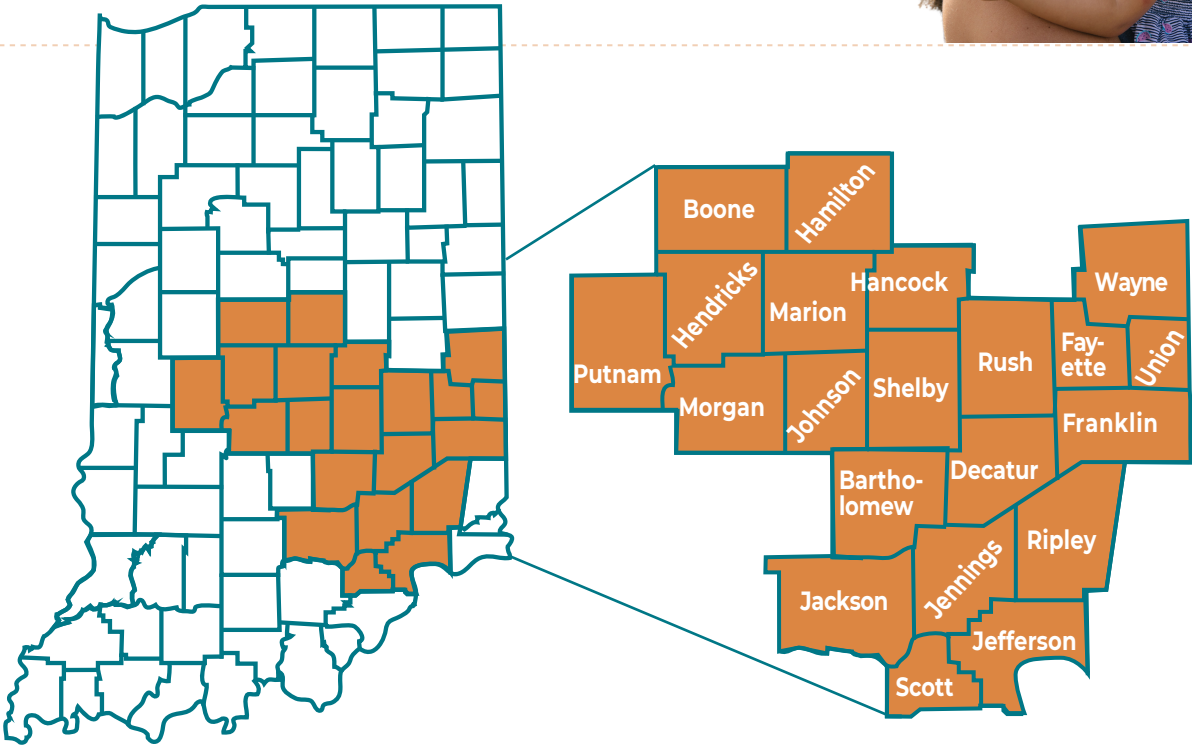 Boone
Hamilton
Hendricks
Marion
Hancock
Wayne
Putnam
Morgan
Johnson
Shelby
Rush
Fay-
ette
Union
Franklin
Bartho-
lomew
Decatur
Ripley
Jennings
Jackson
Jefferson
Scott